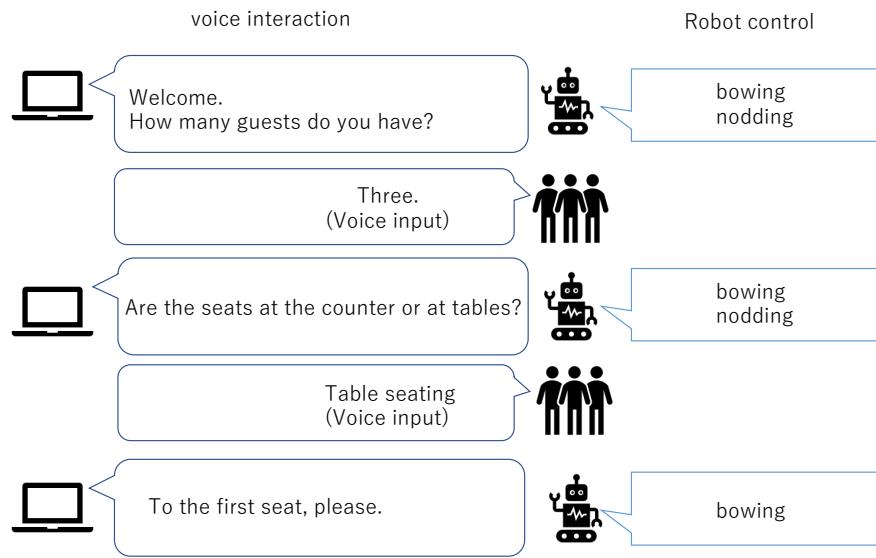 voice interaction
Robot control
Welcome.
How many guests do you have?
bowing
nodding
Three.
(Voice input)
Are the seats at the counter or at tables?
bowing
nodding
Table seating
(Voice input)
To the first seat, please.
bowing